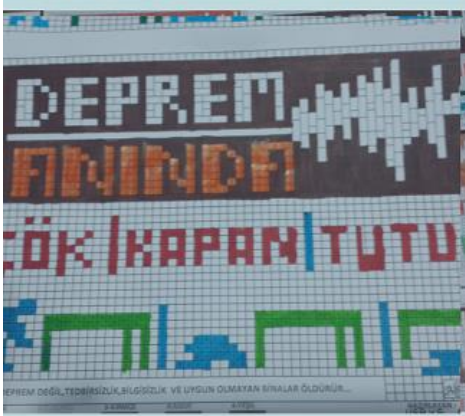 DEPREM
ANINDA
ÇÖK | KAPAN | TUTU
DEPREM DEĞİL,TEDBİRSİZLİK,BİLGİSİZLİK VE UYGUN OLMAYAN BİNALAR ÖLDÜRÜR...